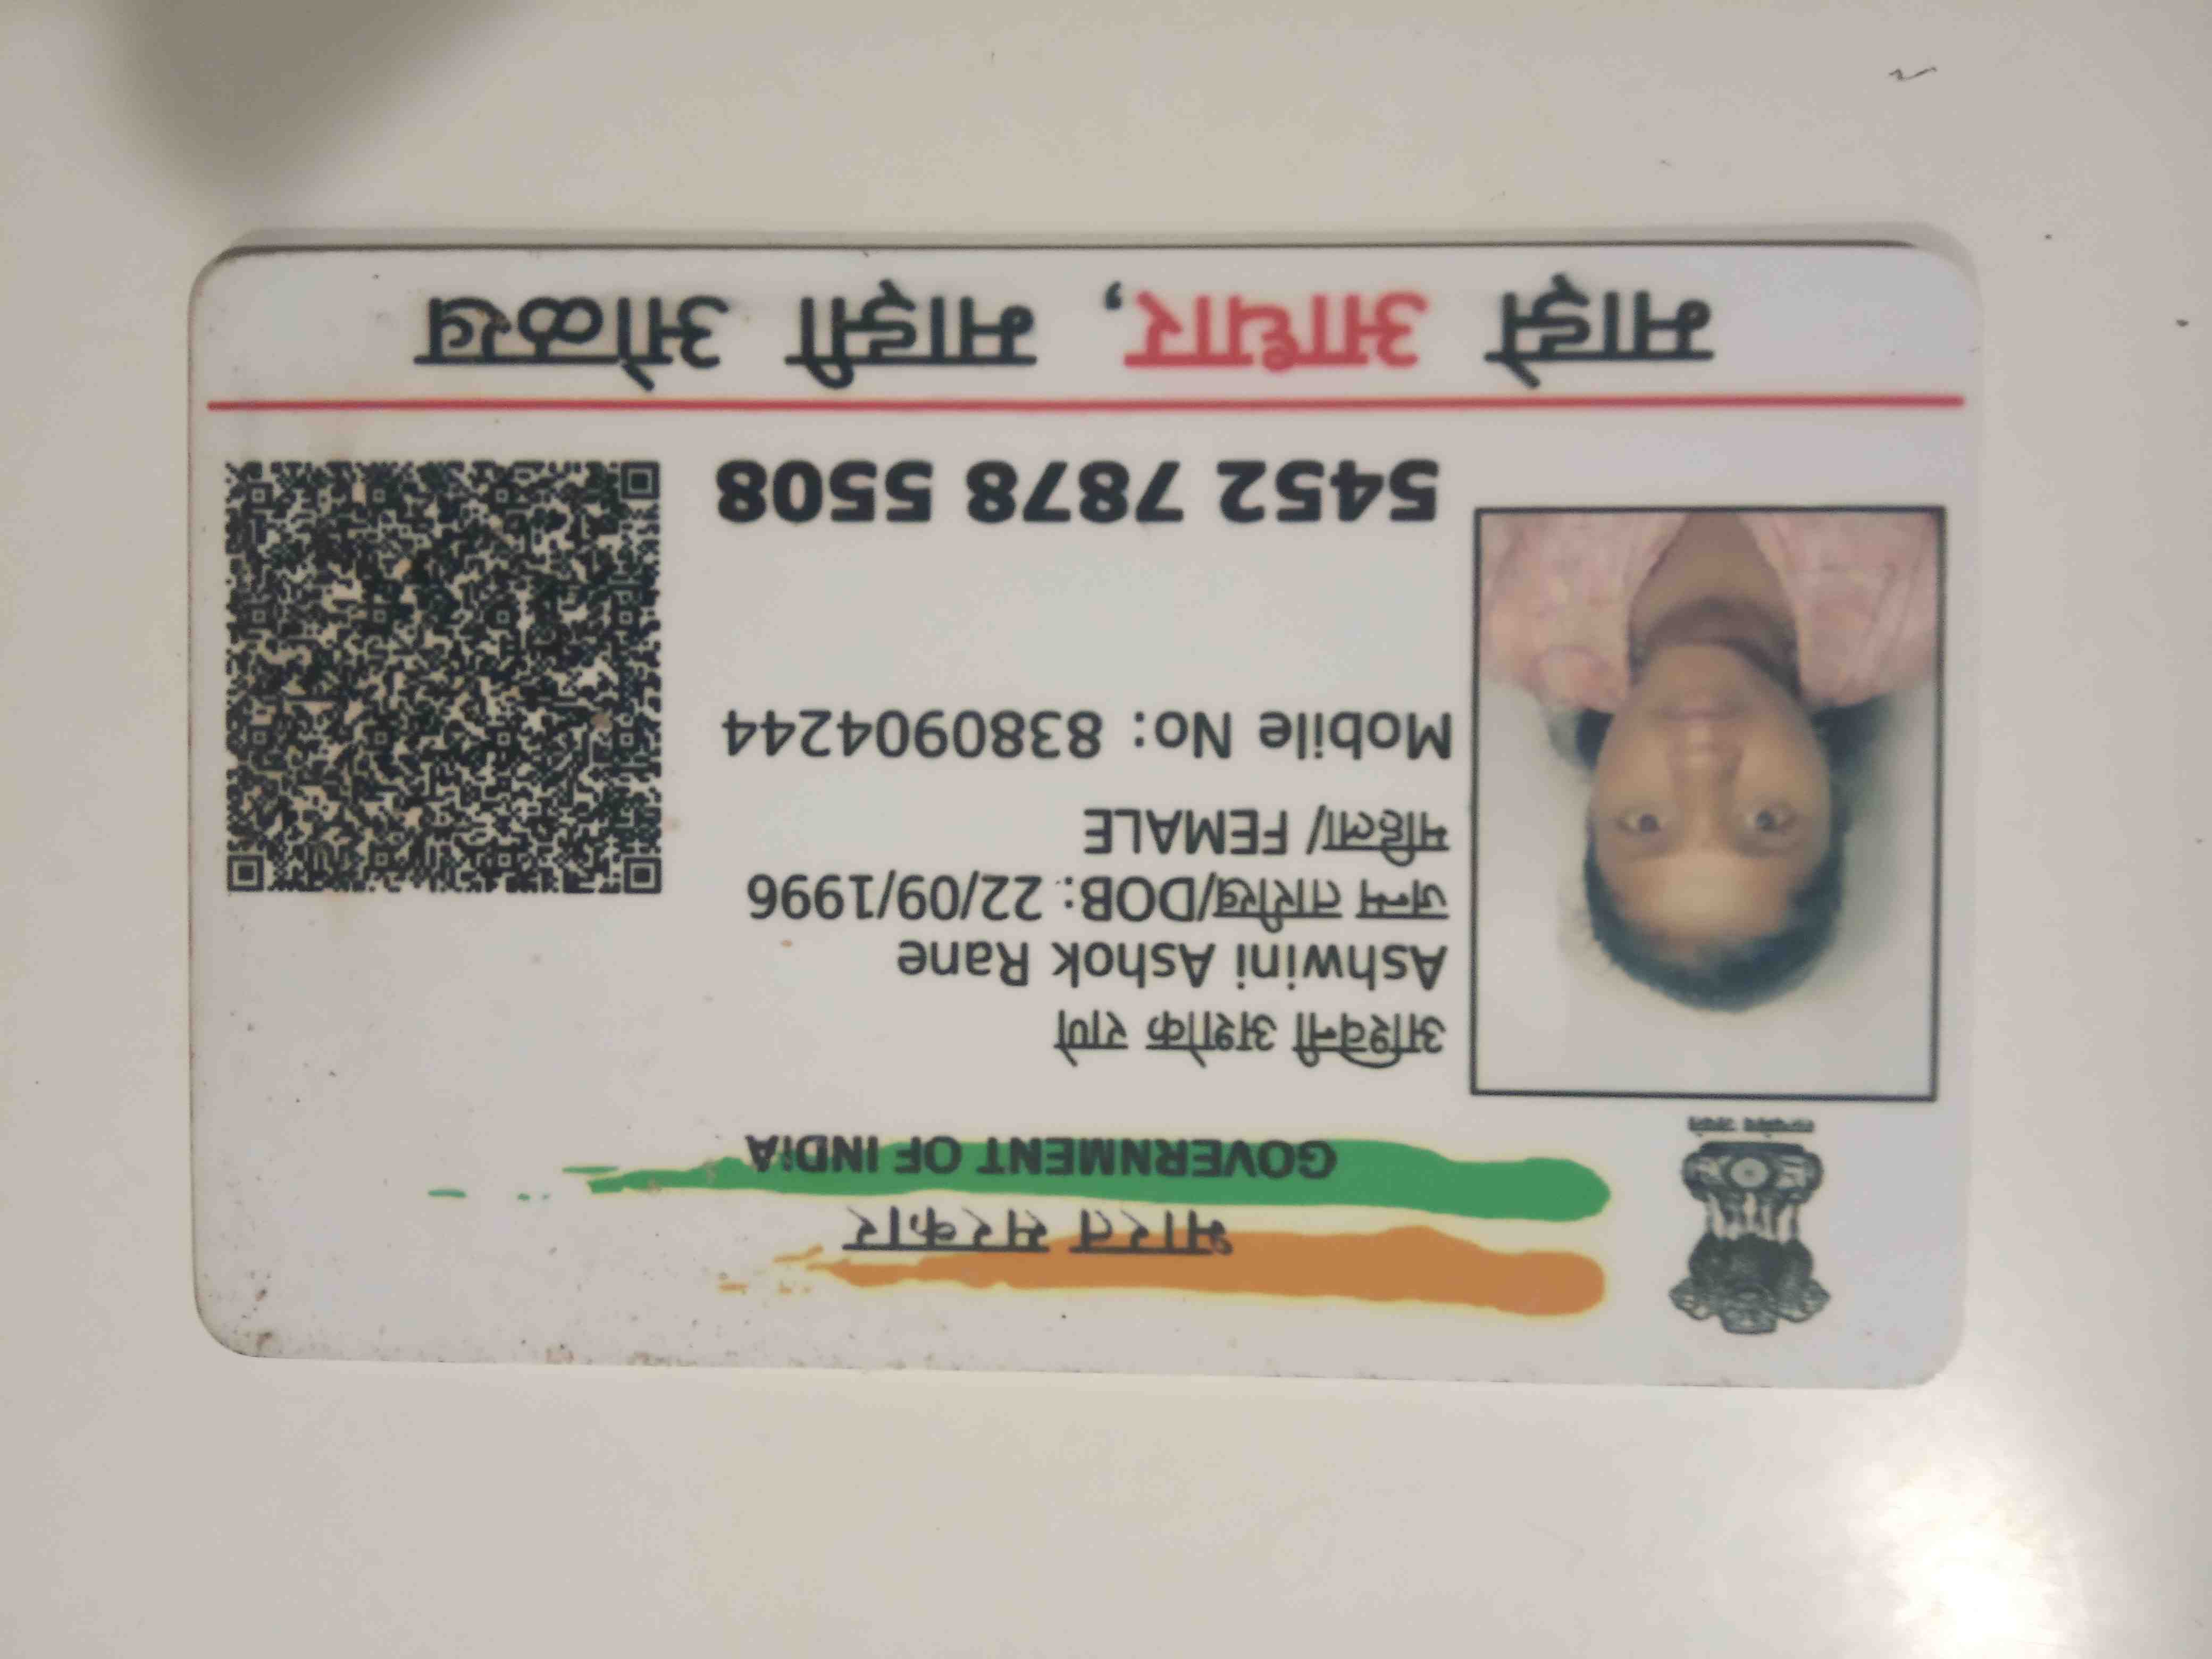 भारत सरकार
GOVERNMENT OF INDIA
अश्विनी अशोक राणे
Ashwini Ashok Rane
जन्म तारीख/DOB: 22/09/1996
महिला/ FEMALE
Mobile No: 8380904244
5452 7878 5508
माझे आधार, माझी ओळख